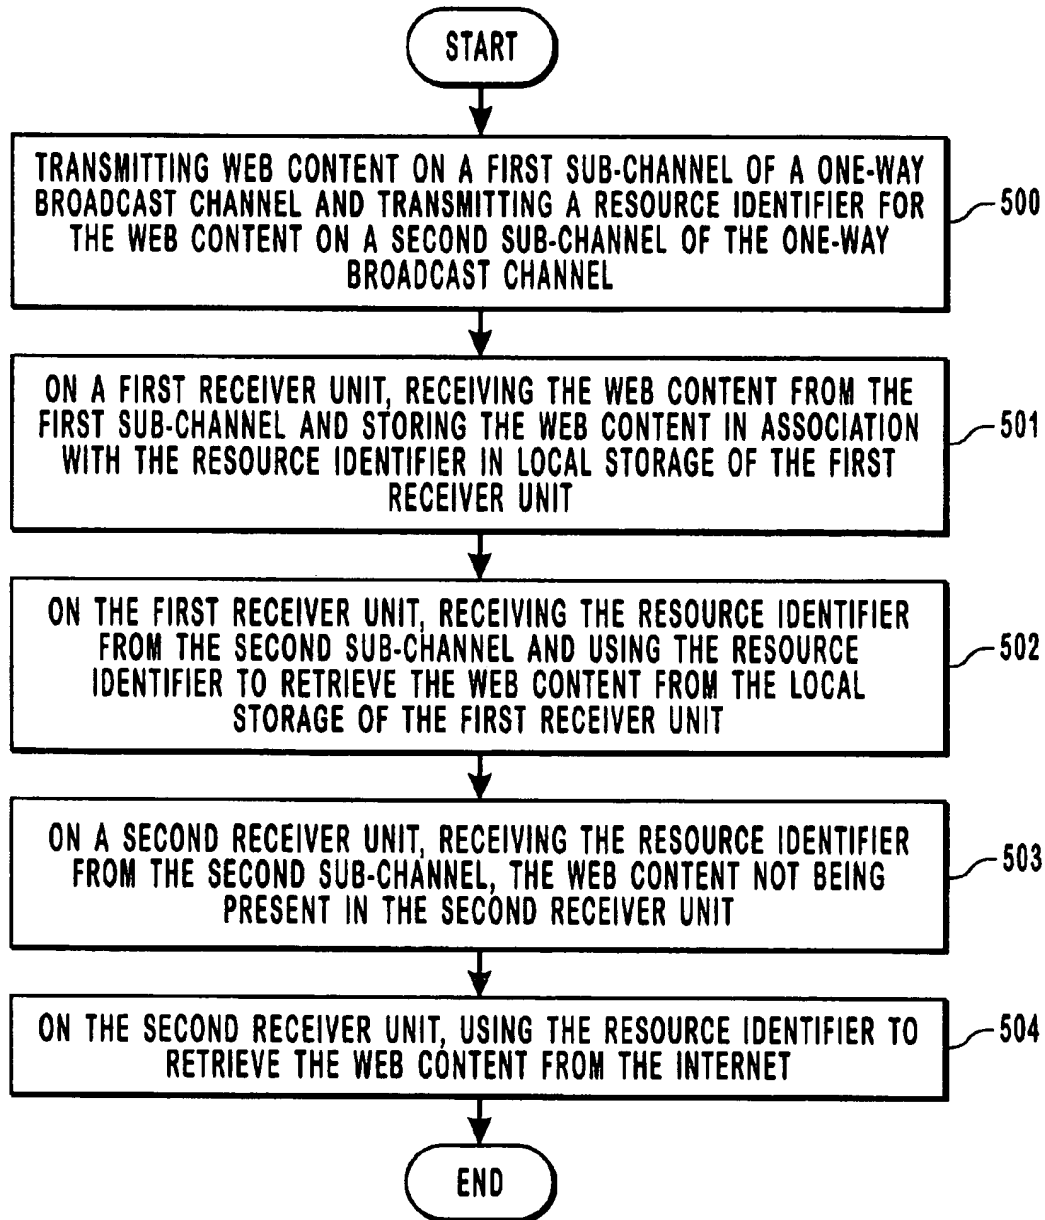 START
TRANSMITTING WEB CONTENT ON A FIRST SUB-CHANNEL OF A ONE-WAY
BROADCAST CHANNEL AND TRANSMITTING A RESOURCE IDENTIFIER FOR
THE WEB CONTENT ON A SECOND SUB-CHANNEL OF THE ONE-WAY
BROADCAST CHANNEL
500
ON A FIRST RECEIVER UNIT, RECEIVING THE WEB CONTENT FROM THE
FIRST SUB-CHANNEL AND STORING THE WEB CONTENT IN ASSOCIATION
WITH THE RESOURCE IDENTIFIER IN LOCAL STORAGE OF THE FIRST
RECEIVER UNIT
501
ON THE FIRST RECEIVER UNIT, RECEIVING THE RESOURCE IDENTIFIER
FROM THE SECOND SUB-CHANNEL AND USING THE RESOURCE
IDENTIFIER TO RETRIEVE THE WEB CONTENT FROM THE LOCAL
STORAGE OF THE FIRST RECEIVER UNIT
502
ON A SECOND RECEIVER UNIT, RECEIVING THE RESOURCE IDENTIFIER
FROM THE SECOND SUB-CHANNEL, THE WEB CONTENT NOT BEING
PRESENT IN THE SECOND RECEIVER UNIT
503
ON THE SECOND RECEIVER UNIT, USING THE RESOURCE IDENTIFIER TO
RETRIEVE THE WEB CONTENT FROM THE INTERNET
504
END